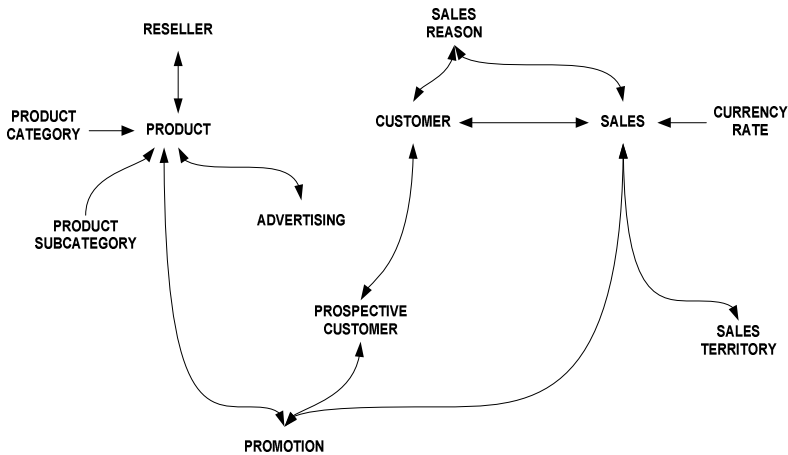 SALES
REASON
RESELLER
PRODUCT
CATEGORY
PRODUCT
CUSTOMER
SALES
CURRENCY
RATE
PRODUCT
SUBCATEGORY
ADVERTISING
PROSPECTIVE
CUSTOMER
SALES
TERRITORY
PROMOTION